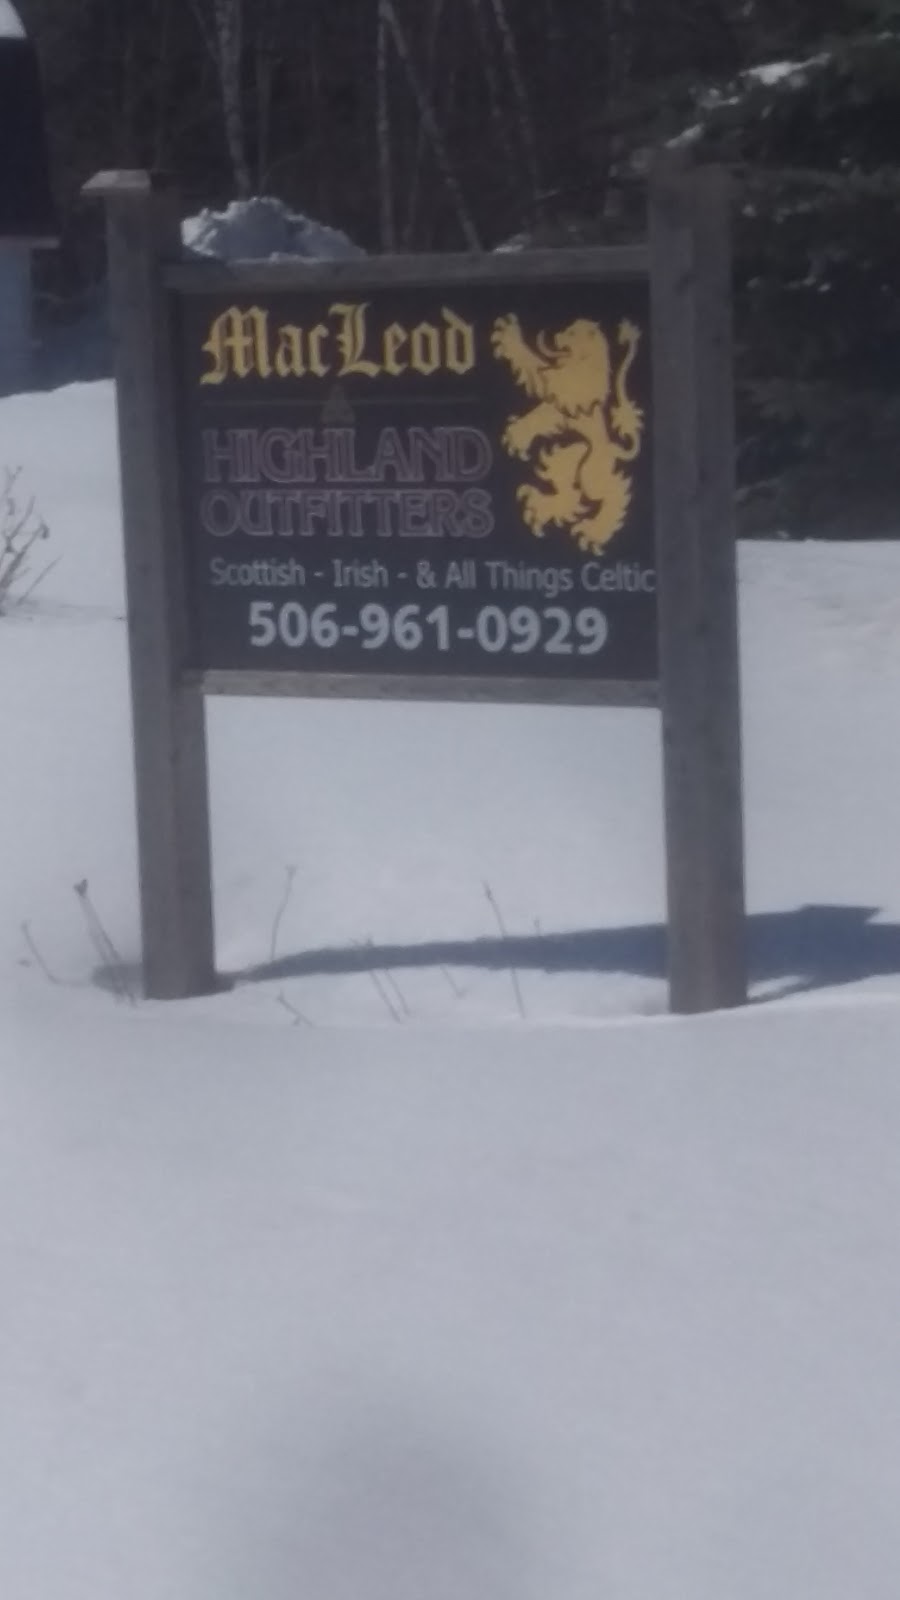 MacLeod
HIGHLAND
OUTFITTERS
Scottish - Irish - & All Things Celtic
506-961-0929